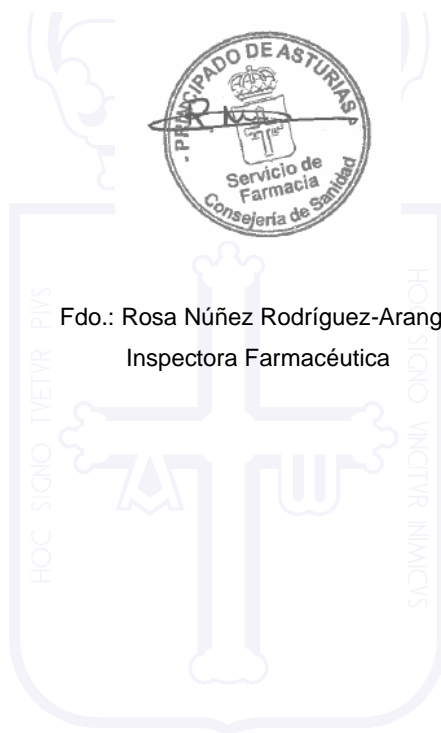 PRINCIPADO DE ASTURIAS
Servicio de
Farmacia
Consejería de Sanidad
Fdo.: Rosa Núñez Rodríguez-Arang
Inspectora Farmacéutica
HOC SIGNO TVETVR PIVS
HOC SIGNO VINCITVR INIMICVS